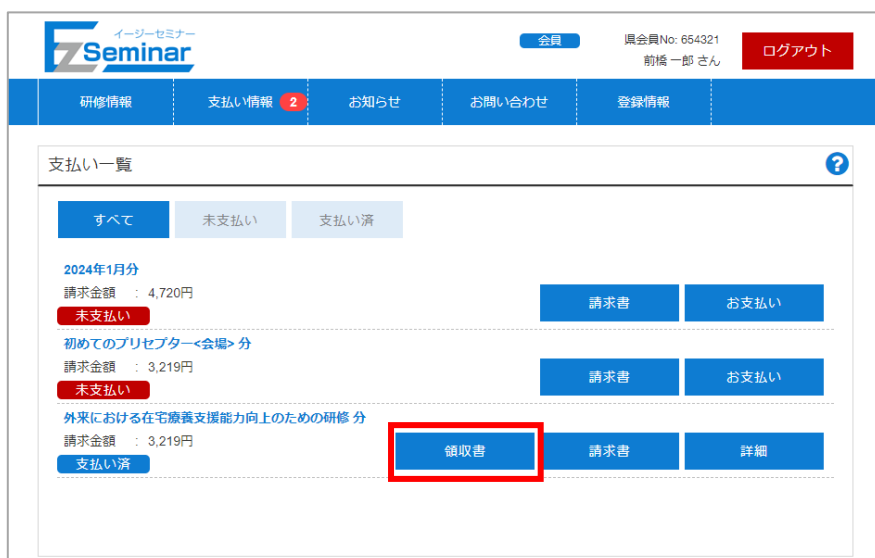 イージーセミナー
EZ Seminar
会員
県会員No: 654321
前橋 一郎 さん
ログアウト
研修情報 支払い情報 2 お知らせ お問い合わせ 登録情報
支払い一覧 ?
すべて 未支払い 支払い済
2024年1月分
請求金額 : 4,720円
請求書 お支払い
未支払い
初めてのプリセプター<会場> 分
請求金額 : 3,219円
請求書 お支払い
未支払い
外来における在宅療養支援能力向上のための研修 分
請求金額 : 3,219円
領収書 請求書 詳細
支払い済